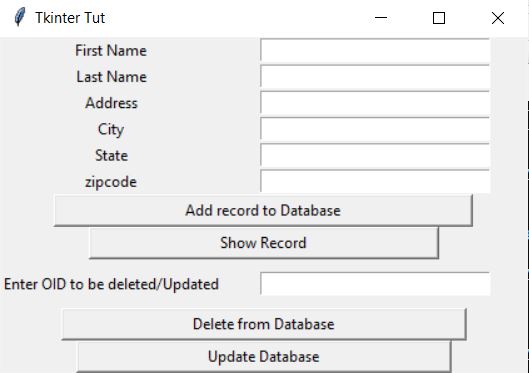 Tkinter Tut
First Name
Last Name
Address
City
State
zipcode
Add record to Database
Show Record
Enter OID to be deleted/Updated
Delete from Database
Update Database